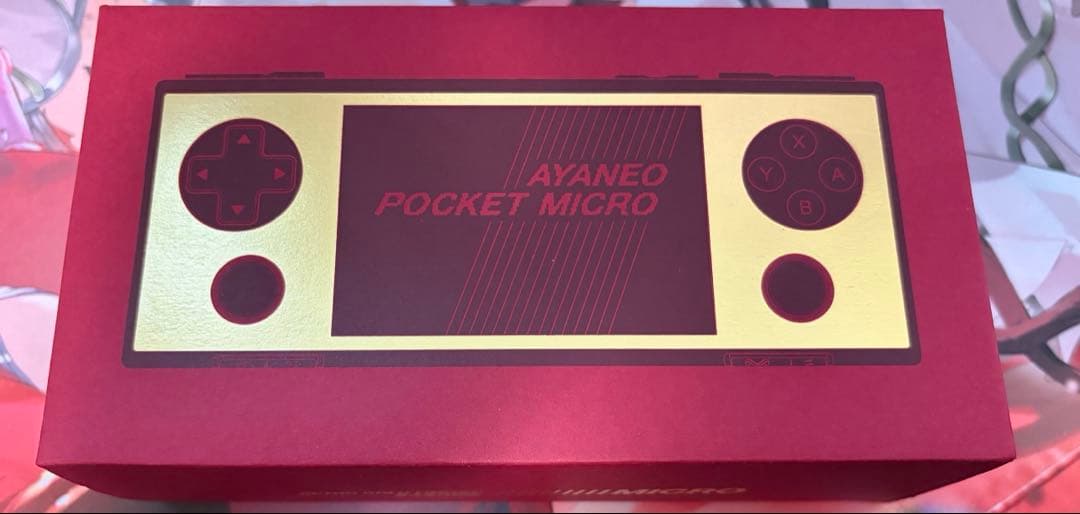 AYANEO
POCKET MICRO
X
Y A
B
MICRO